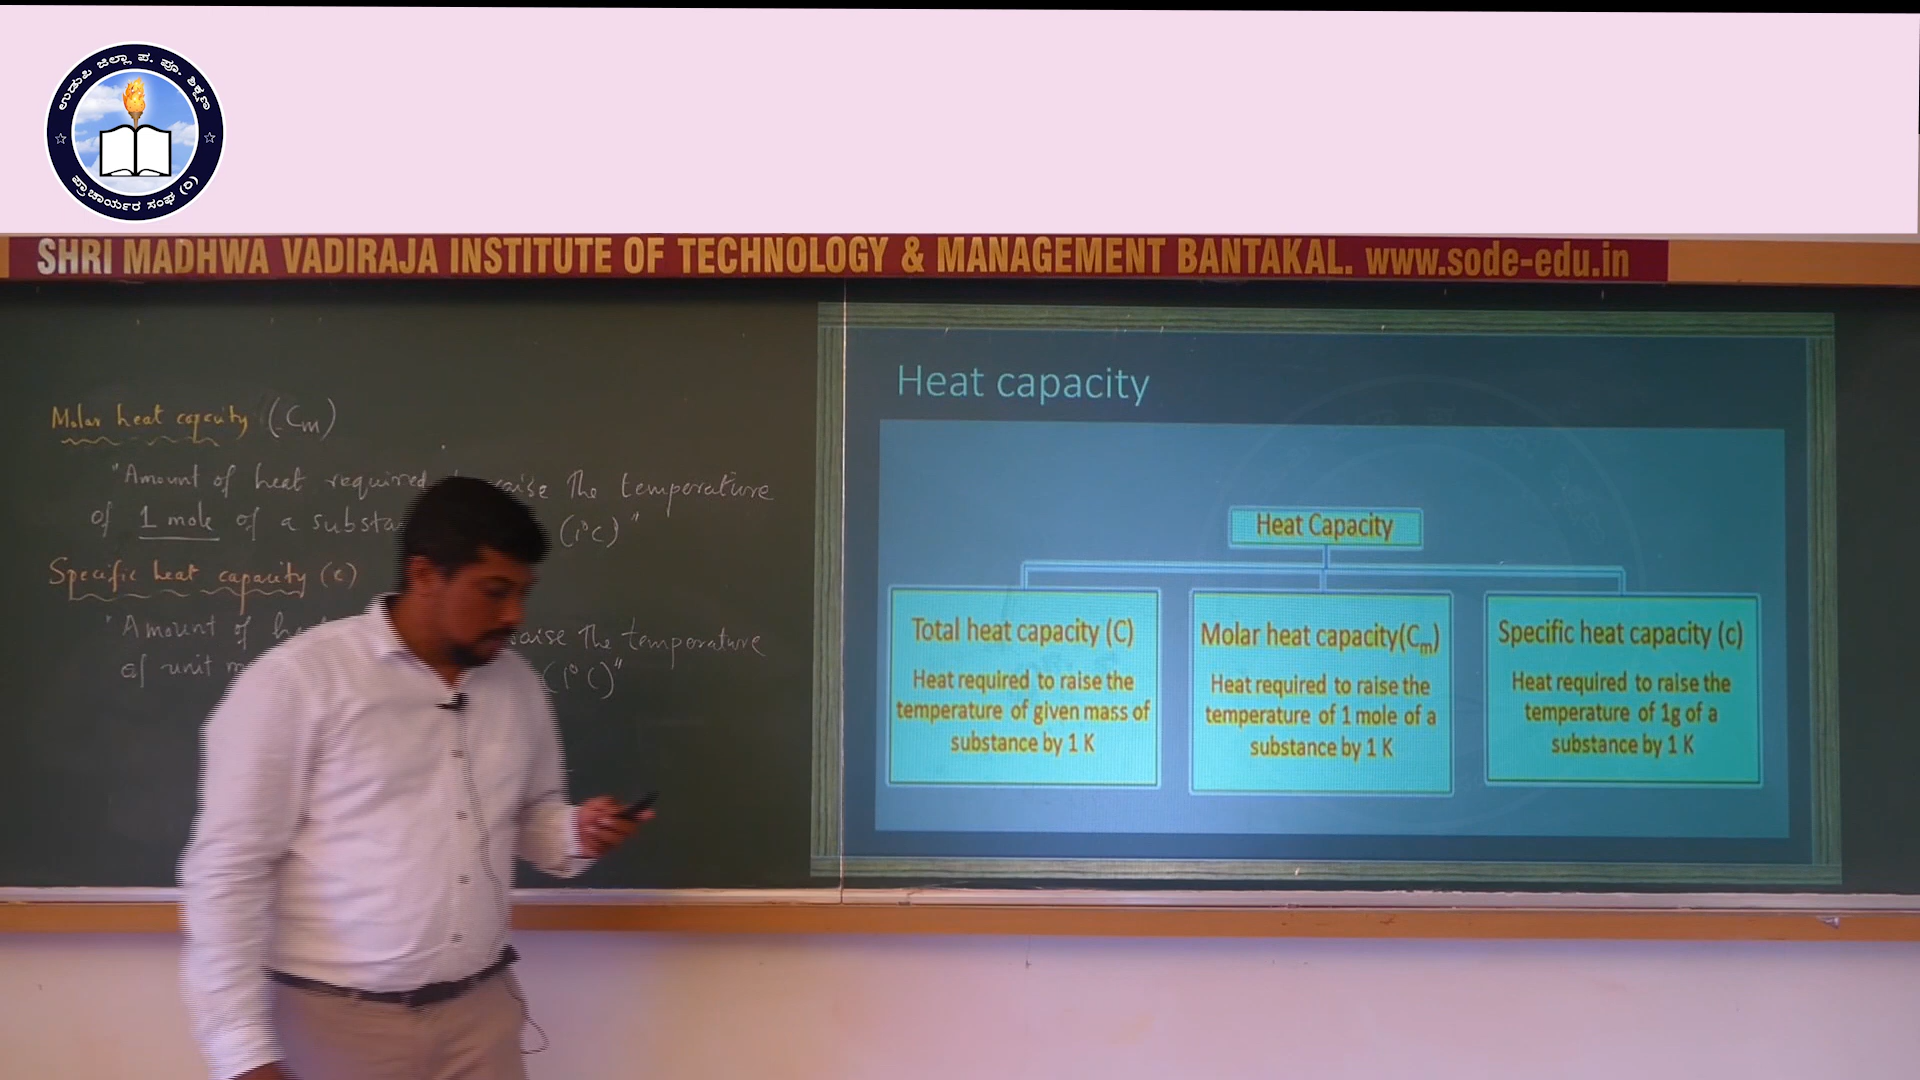 ಉಡುಪಿ ಜಿಲ್ಲಾ ಪ. ಪೂ. ಶಿಕ್ಷಣ
ಪ್ರಾಚಾರ್ಯರ ಸಂಘ (ರಿ)
SHRI MADHWA VADIRAJA INSTITUTE OF TECHNOLOGY & MANAGEMENT BANTAKAL. www.sode-edu.in
Molar heat capacity (Cm)
"Amount of heat required raise the temperature
of 1 mole of a (1°C)"
Specific heat capacity (c)
"Amount of raise the temperature
of unit (1°C)"
Heat capacity
Heat Capacity
Total heat capacity (C)
Heat required to raise the
temperature of given mass of
substance by 1 K
Molar heat capacity(Cm)
Heat required to raise the
temperature of 1 mole of a
substance by 1 K
Specific heat capacity (c)
Heat required to raise the
temperature of 1g of a
substance by 1 K